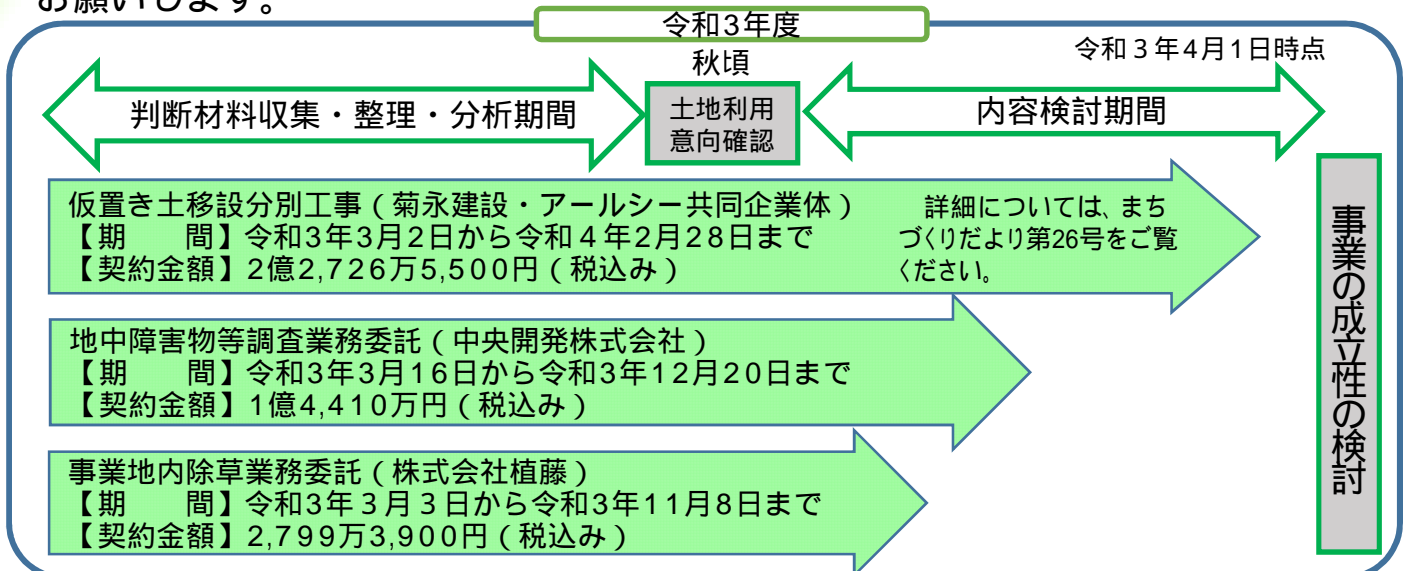 お願いします。
令和3年度
令和３年4月1日時点
秋頃
判断材料収集・整理・分析期間
土地利用
意向確認
内容検討期間
仮置き土移設分別工事（菊永建設・アールシー共同企業体）
【期　　間】令和3年3月2日から令和４年2月28日まで
【契約金額】2億2,726万5,500円（税込み）
詳細については、まち
づくりだより第26号をご覧
ください。
地中障害物等調査業務委託（中央開発株式会社）
【期　　間】令和3年3月16日から令和3年12月20日まで
【契約金額】1億4,410万円（税込み）
事業地内除草業務委託（株式会社植藤）
【期　　間】令和3年３月３日から令和3年11月8日まで
【契約金額】2,799万3,900円（税込み）
事業の成立性の検討